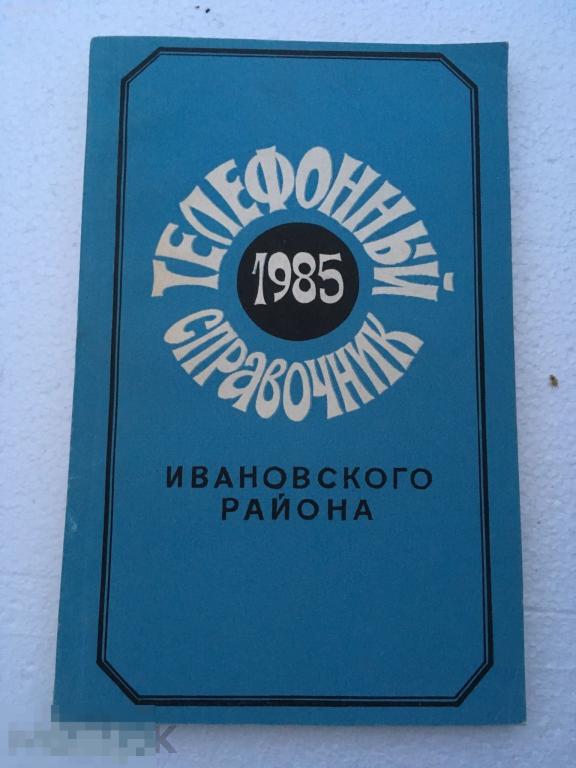 ТЕЛЕФОННЫЙ
1985
СПРАВОЧНИК
ИВАНОВСКОГО
РАЙОНА